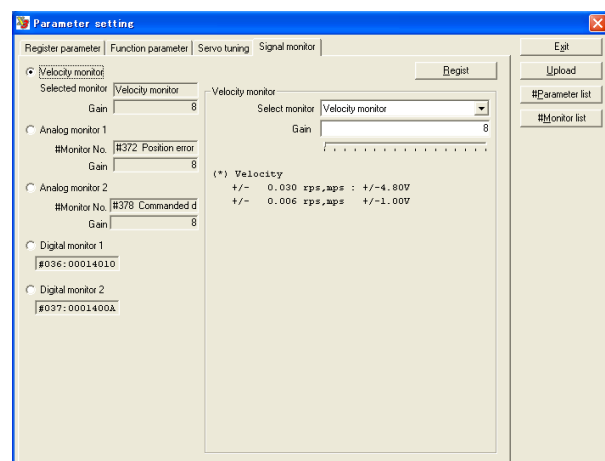 Parameter setting
Register parameter Function parameter Servo tuning Signal monitor
Exit
Upload
#Parameter list
#Monitor list
Regist
Velocity monitor
Selected monitor Velocity monitor
Gain 8
Analog monitor 1
#Monitor No. #372 Position error
Gain 8
Analog monitor 2
#Monitor No. #378 Commanded d
Gain 8
Digital monitor 1
#036:00014010
Digital monitor 2
#037:0001400A
Velocity monitor
Select monitor Velocity monitor
Gain 8
(*) Velocity
+/- 0.030 rps,mps : +/-4.80V
+/- 0.006 rps,mps +/-1.00V